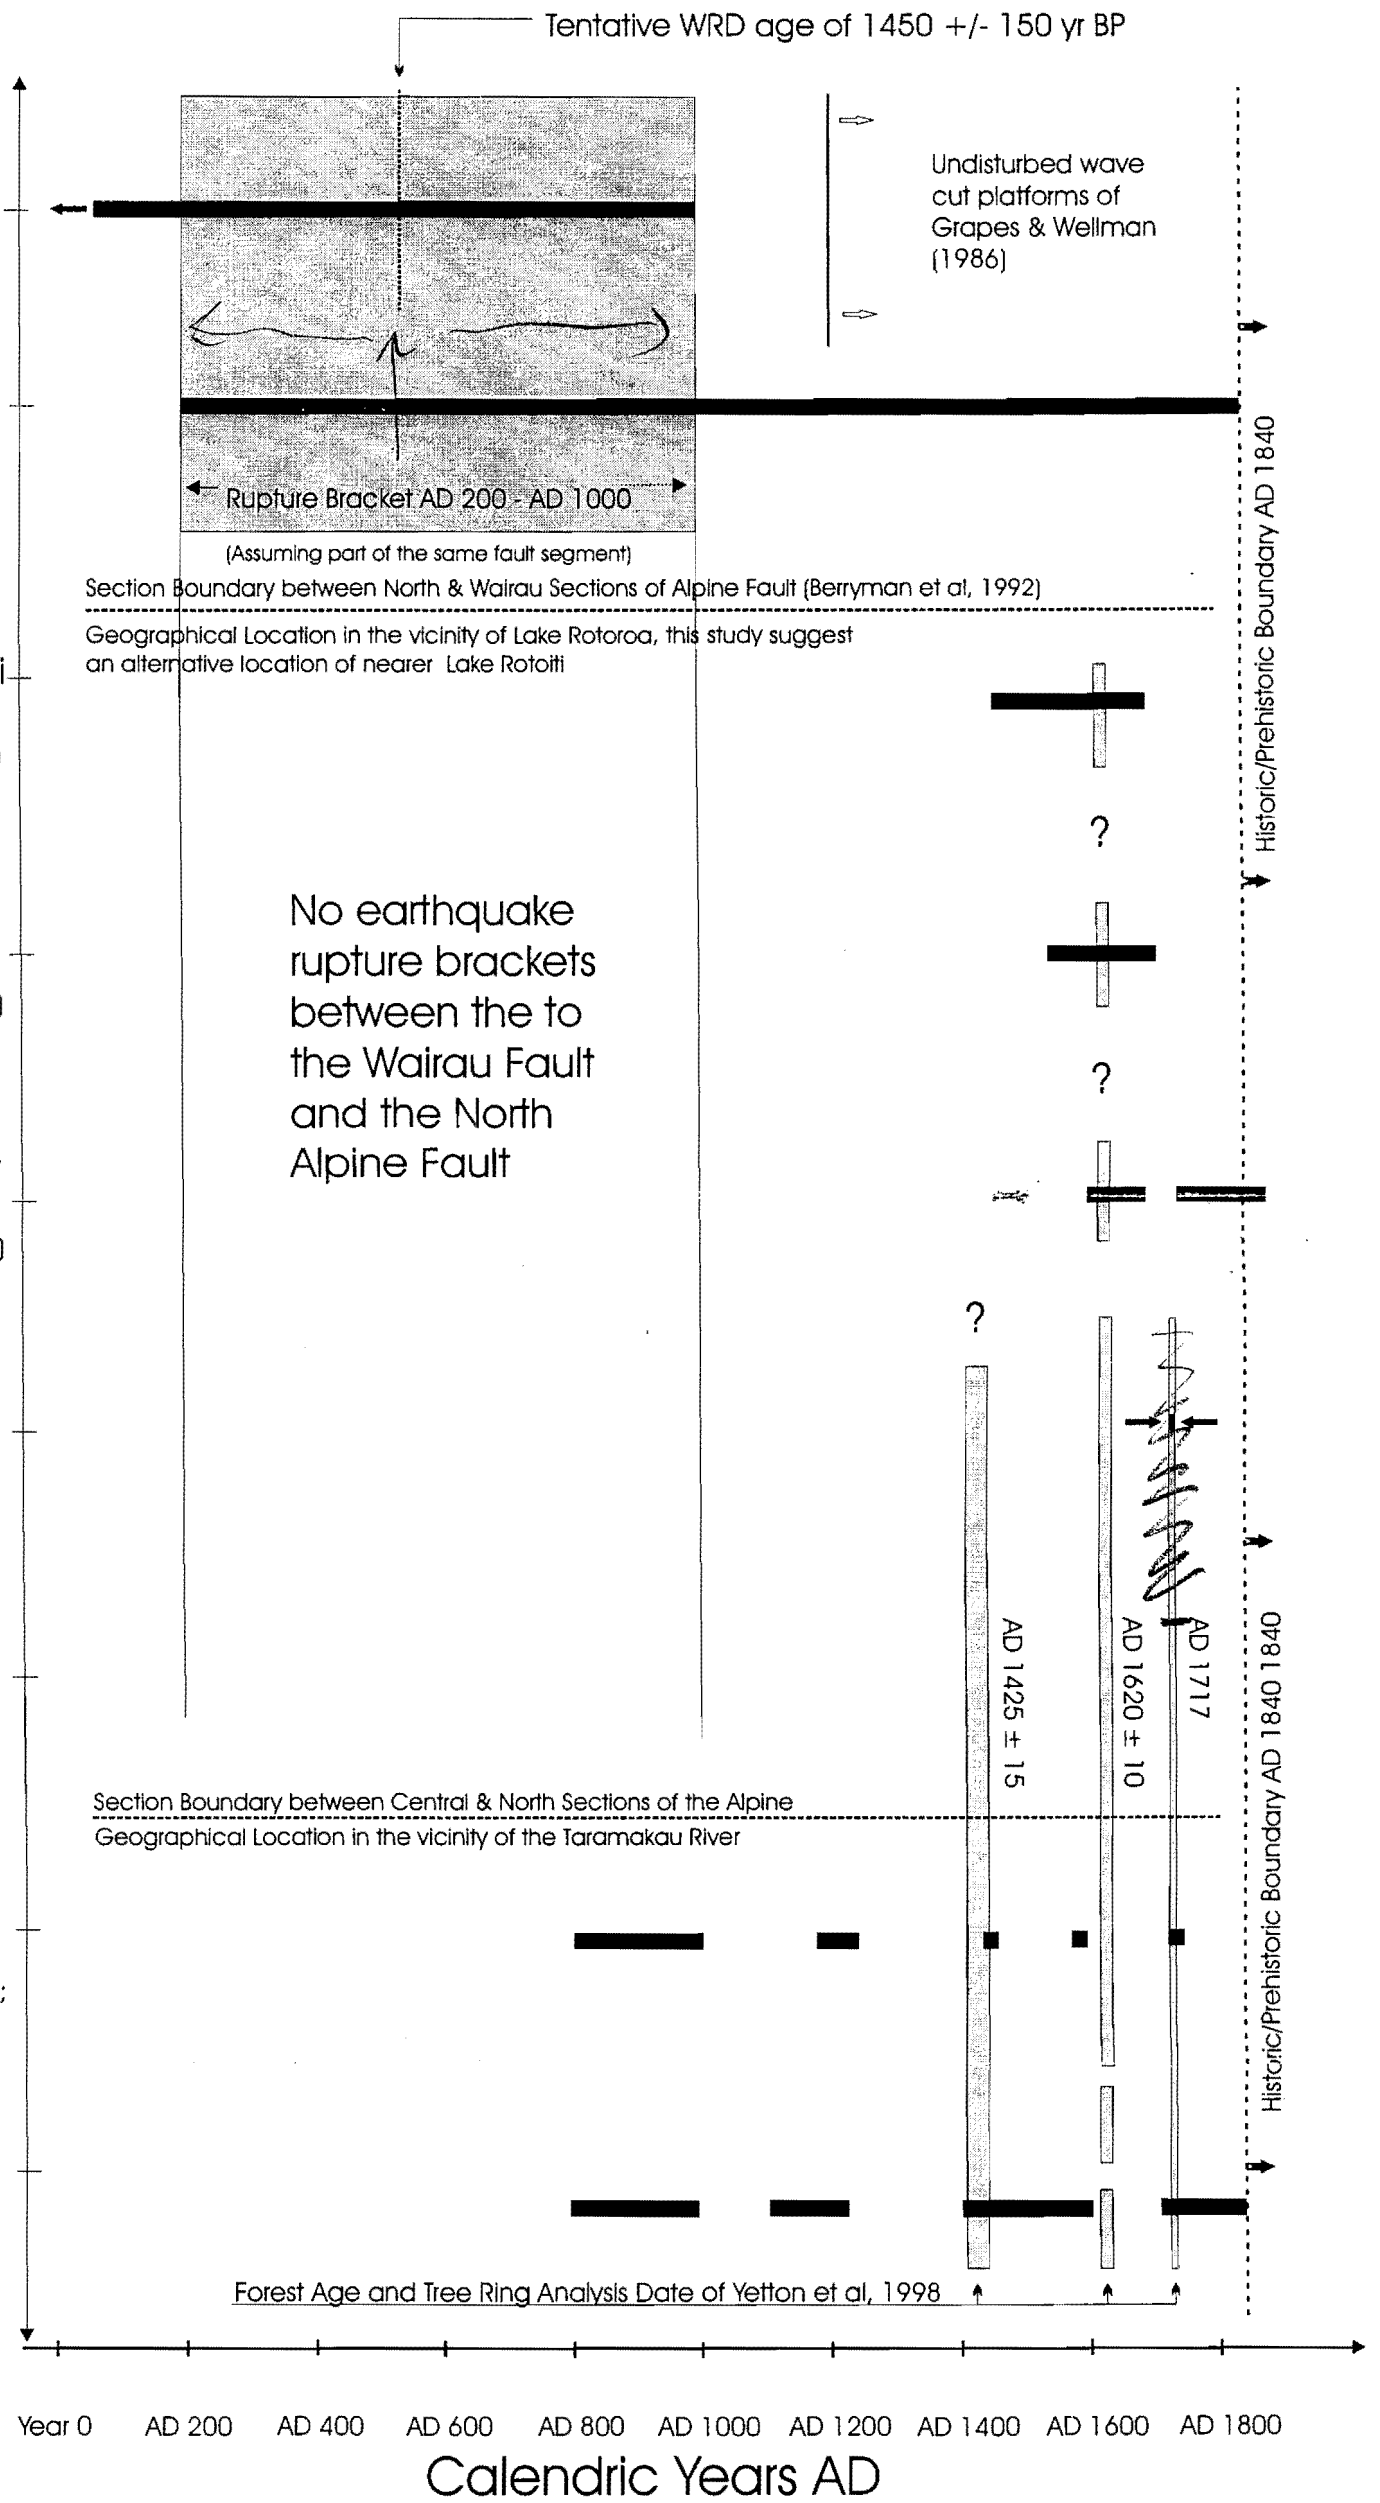 Tentative WRD age of 1450 +/- 150 yr BP
Undisturbed wave
cut platforms of
Grapes & Wellman
(1986)
Rupture Bracket AD 200 - AD 1000
(Assuming part of the same fault segment)
Section Boundary between North & Wairau Sections of Alpine Fault (Berryman et al, 1992)
Geographical Location in the vicinity of Lake Rotoroa, this study suggest
an alternative location of nearer Lake Rotoiti
Historic/Prehistoric Boundary AD 1840
?
No earthquake
rupture brackets
between the to
the Wairau Fault
and the North
Alpine Fault
?
?
AD 1425 ± 15
AD 1620 ± 10
AD 1717
Historic/Prehistoric Boundary AD 1840 1840
Section Boundary between Central & North Sections of the Alpine
Geographical Location in the vicinity of the Taramakau River
Forest Age and Tree Ring Analysis Date of Yetton et al, 1998
Year 0 AD 200 AD 400 AD 600 AD 800 AD 1000 AD 1200 AD 1400 AD 1600 AD 1800
Calendric Years AD